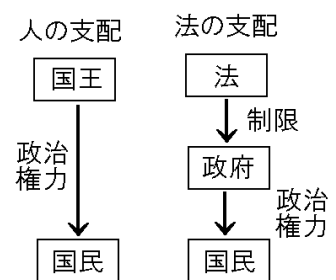 人の支配
国王
政治
権力
国民
法の支配
法
制限
政府
政治
権力
国民